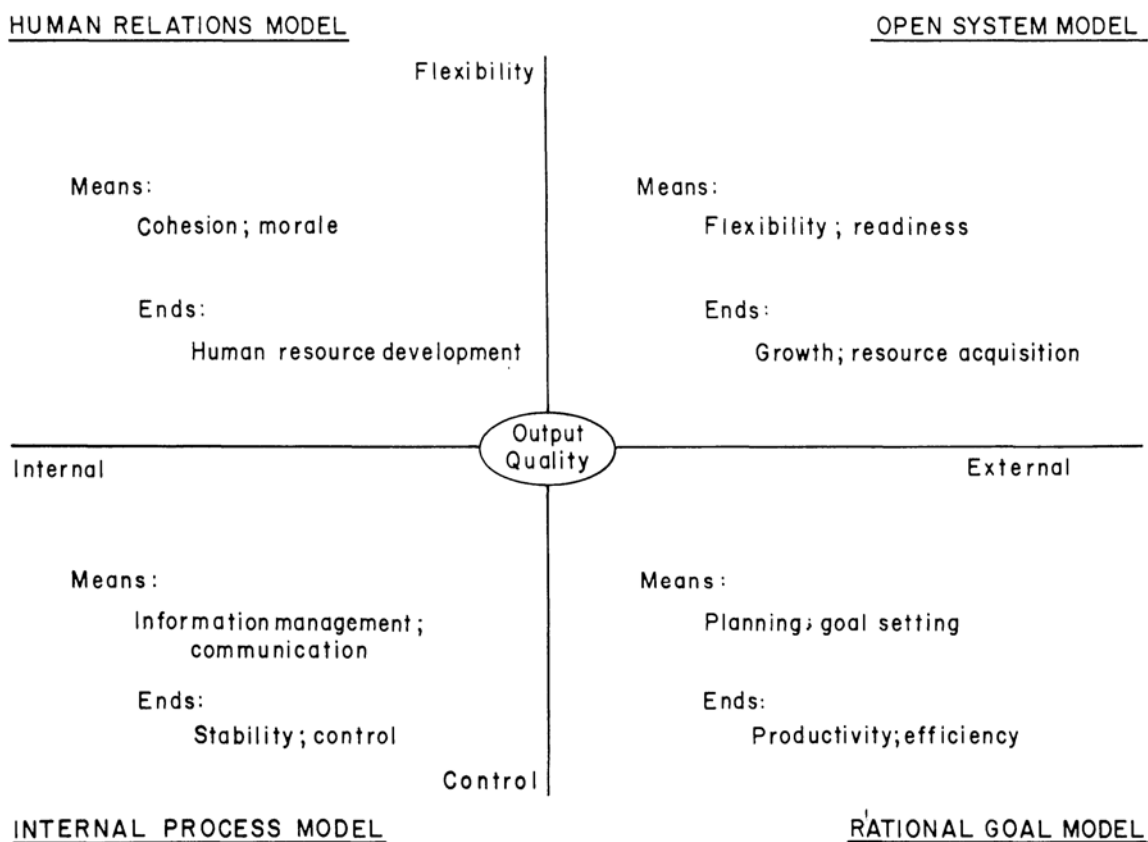 HUMAN RELATIONS MODEL
OPEN SYSTEM MODEL
Flexibility
Means:
Cohesion; morale
Ends:
Human resource development
Means:
Flexibility; readiness
Ends:
Growth; resource acquisition
Output
Quality
Internal
External
Means:
Information management;
communication
Ends:
Stability; control
Means:
Planning; goal setting
Ends:
Productivity; efficiency
Control
INTERNAL PROCESS MODEL
RATIONAL GOAL MODEL